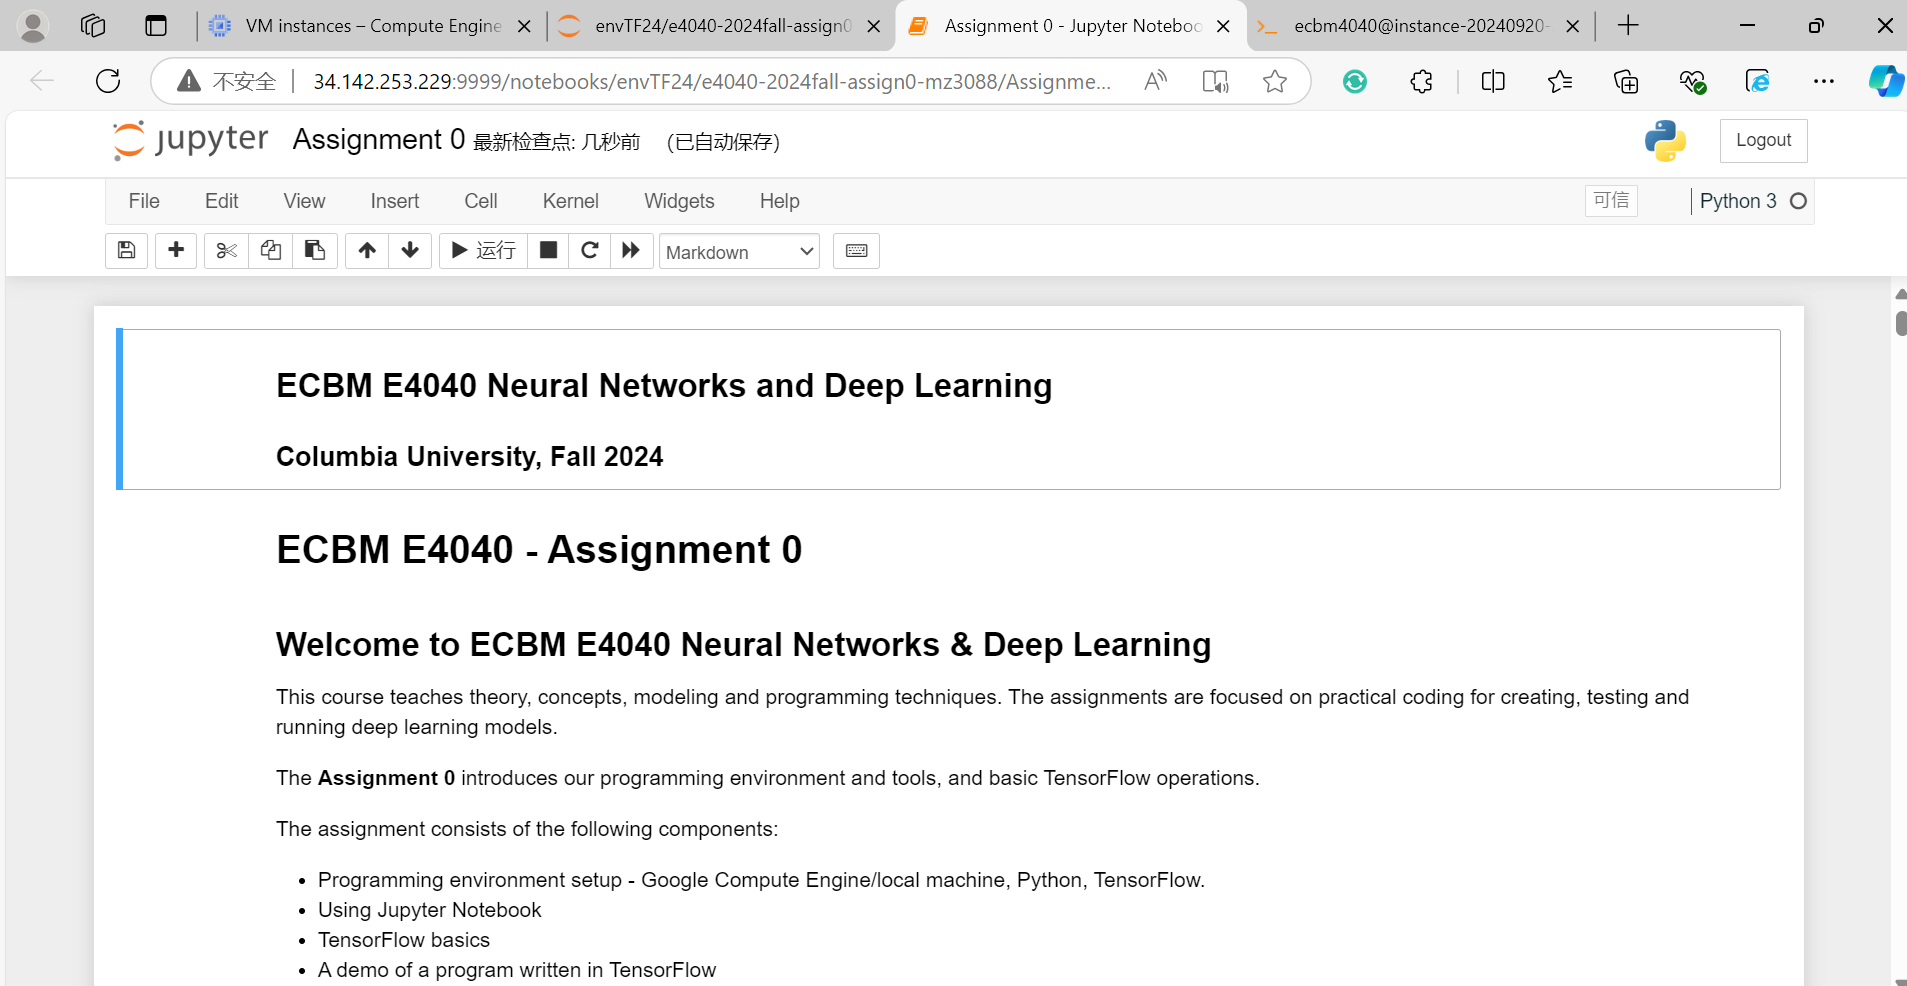 VM instances – Compute Engine
envTF24/e4040-2024fall-assign0
Assignment 0 - Jupyter Noteboo
ecbm4040@instance-20240920-
不安全
34.142.253.229:9999/notebooks/envTF24/e4040-2024fall-assign0-mz3088/Assignme...
jupyter Assignment 0 最新检查点: 几秒前 (已自动保存)
Logout
File Edit View Insert Cell Kernel Widgets Help
可信
Python 3
运行
Markdown
ECBM E4040 Neural Networks and Deep Learning
Columbia University, Fall 2024
ECBM E4040 - Assignment 0
Welcome to ECBM E4040 Neural Networks & Deep Learning
This course teaches theory, concepts, modeling and programming techniques. The assignments are focused on practical coding for creating, testing and
running deep learning models.
The Assignment 0 introduces our programming environment and tools, and basic TensorFlow operations.
The assignment consists of the following components:
• Programming environment setup - Google Compute Engine/local machine, Python, TensorFlow.
• Using Jupyter Notebook
• TensorFlow basics
• A demo of a program written in TensorFlow